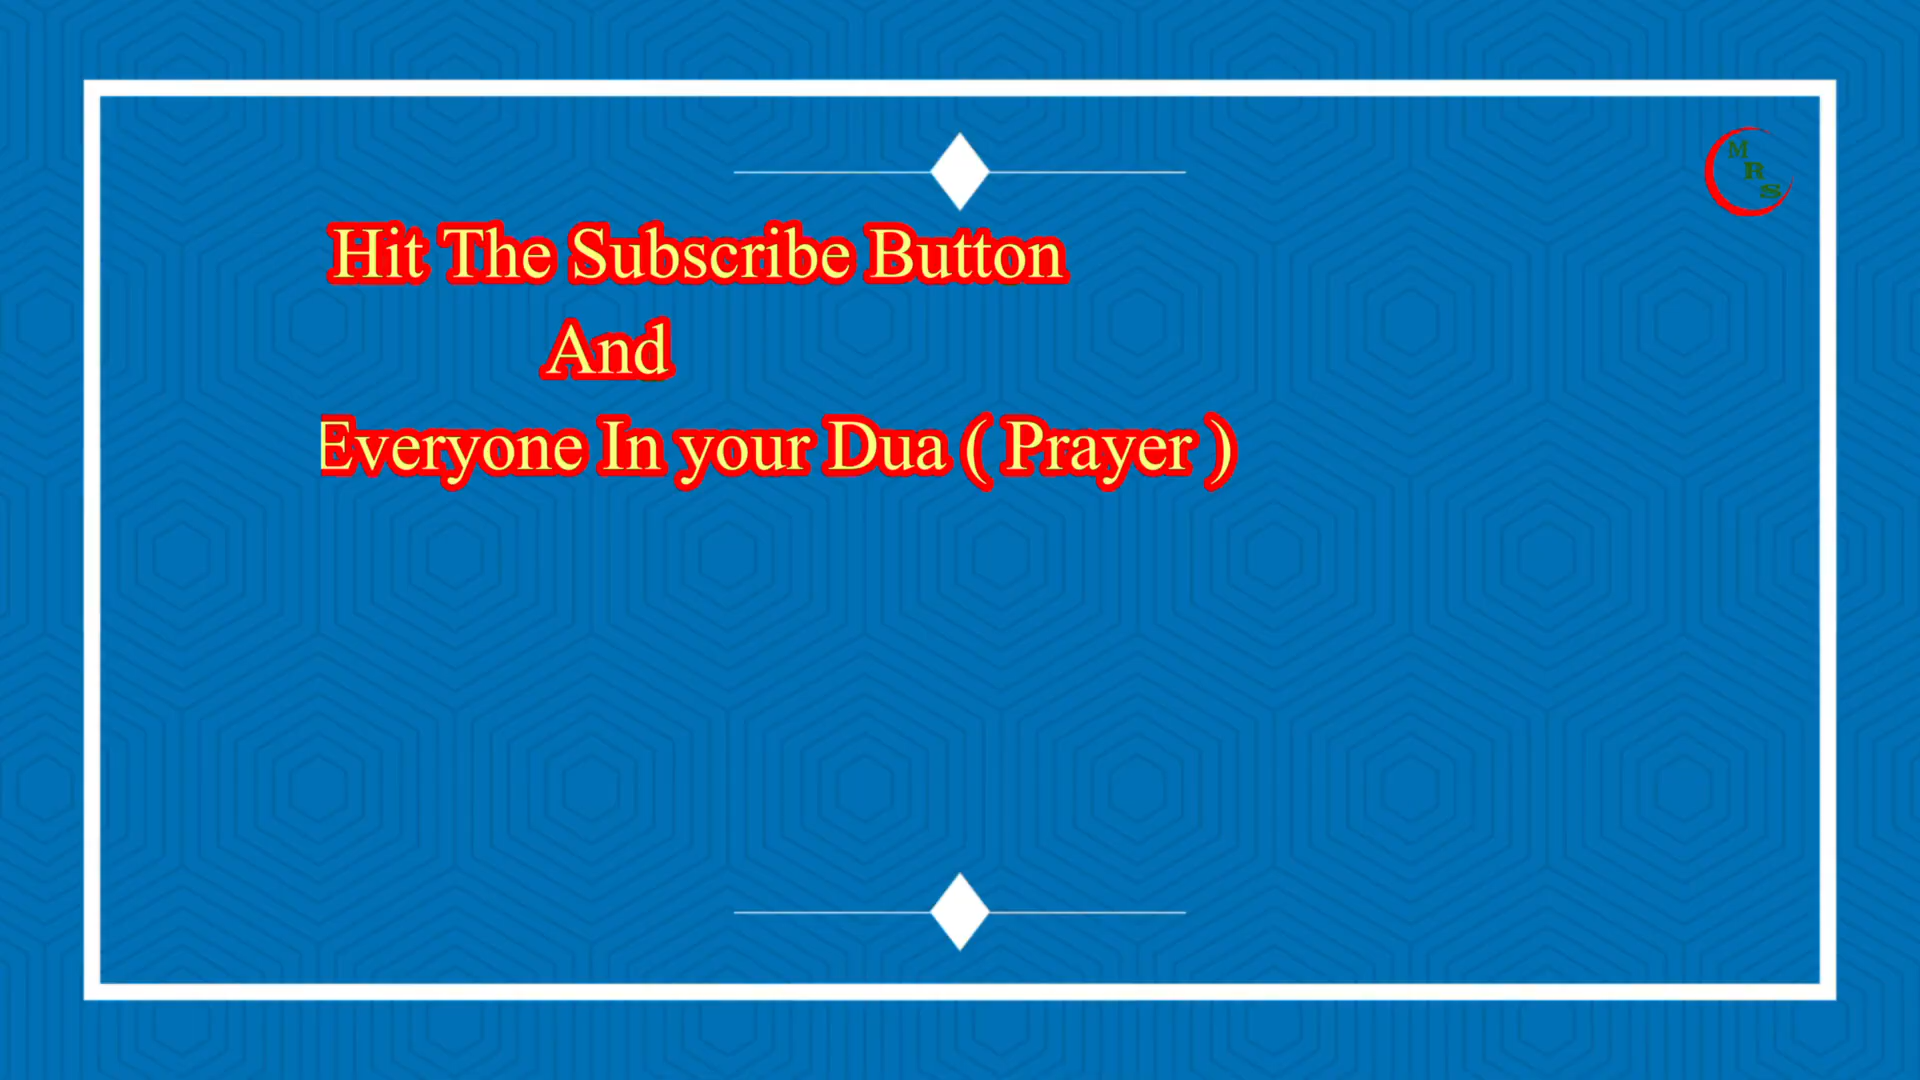 Hit The Subscribe Button
And
Everyone In your Dua ( Prayer )
M
R
S